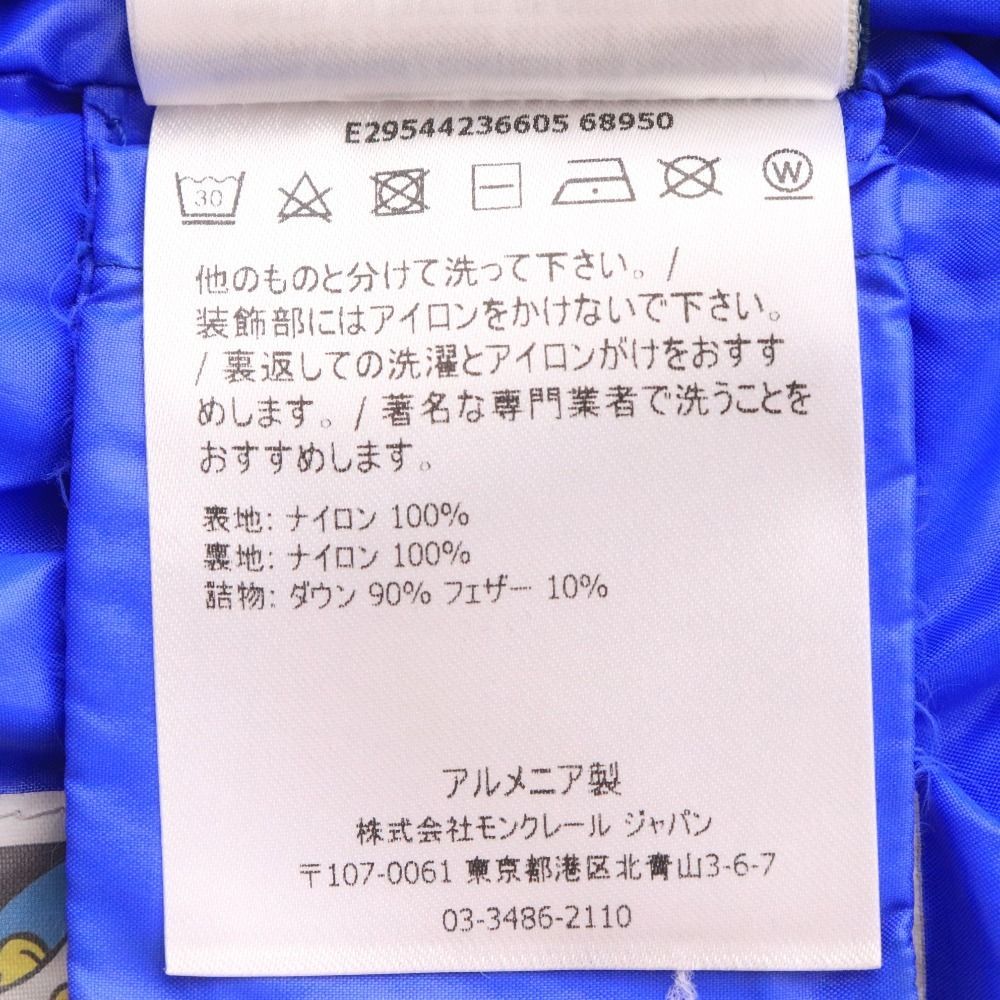 E29544236605 68950
30 W
他のものと分けて洗って下さい。 /
装飾部にはアイロンをかけないで下さい。
/ 裏返しての洗濯とアイロンがけをおすす
めします。 / 著名な専門業者で洗うことを
おすすめします。
表地: ナイロン 100%
裏地: ナイロン 100%
詰物: ダウン 90% フェザー 10%
アルメニア製
株式会社モンクレール ジャパン
〒107-0061 東京都港区北青山3-6-7
03-3486-2110